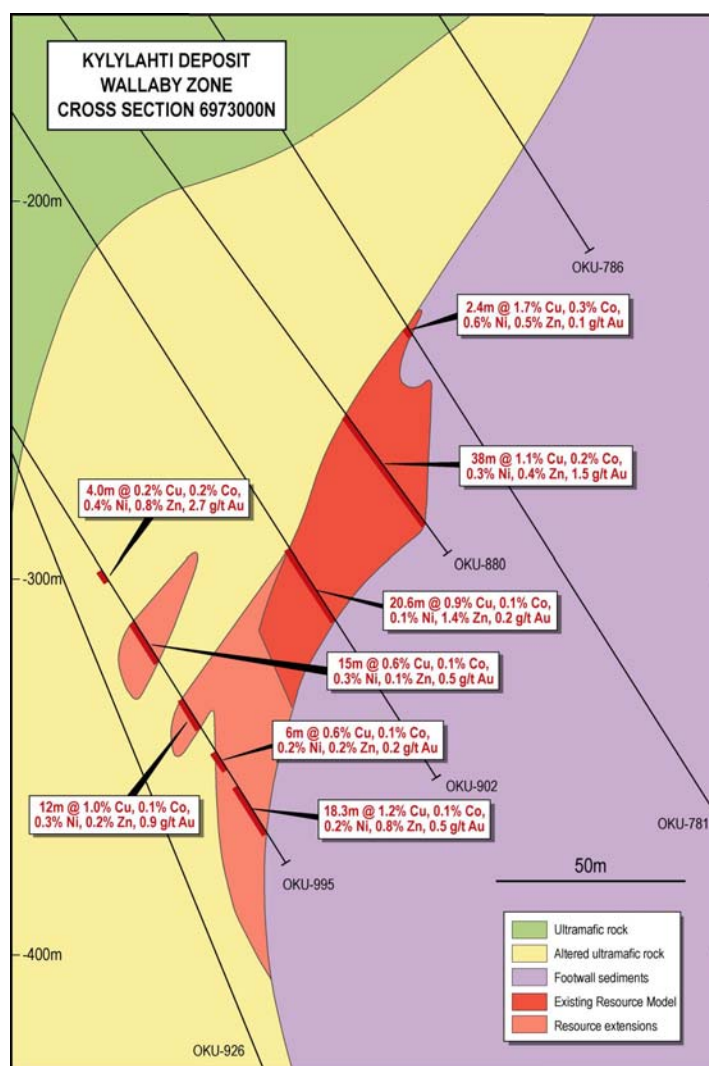 KYLYLAHTI DEPOSIT
WALLABY ZONE
CROSS SECTION 6973000N
-200m
OKU-786
2.4m @ 1.7% Cu, 0.3% Co,
0.6% Ni, 0.5% Zn, 0.1 g/t Au
38m @ 1.1% Cu, 0.2% Co,
0.3% Ni, 0.4% Zn, 1.5 g/t Au
4.0m @ 0.2% Cu, 0.2% Co,
0.4% Ni, 0.8% Zn, 2.7 g/t Au
OKU-880
-300m
20.6m @ 0.9% Cu, 0.1% Co,
0.1% Ni, 1.4% Zn, 0.2 g/t Au
15m @ 0.6% Cu, 0.1% Co,
0.3% Ni, 0.1% Zn, 0.5 g/t Au
6m @ 0.6% Cu, 0.1% Co,
0.2% Ni, 0.2% Zn, 0.2 g/t Au
OKU-902
12m @ 1.0% Cu, 0.1% Co,
0.3% Ni, 0.2% Zn, 0.9 g/t Au
18.3m @ 1.2% Cu, 0.1% Co,
0.2% Ni, 0.8% Zn, 0.5 g/t Au
OKU-781
OKU-995
50m
-400m
Ultramafic rock
Altered ultramafic rock
Footwall sediments
Existing Resource Model
Resource extensions
OKU-926